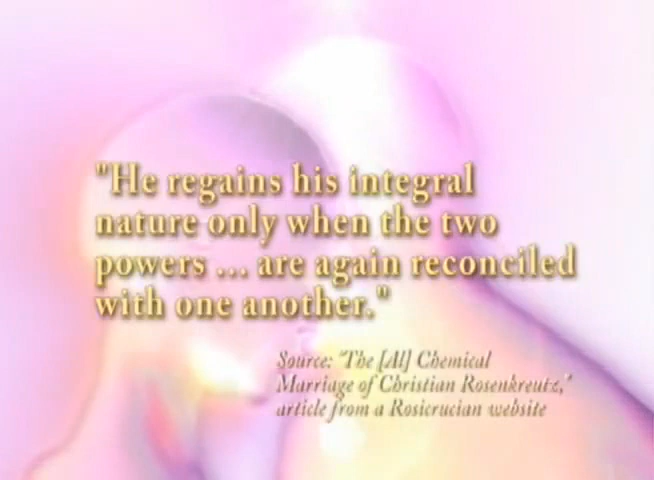 "He regains his integral
nature only when the two
powers ... are again reconciled
with one another."
Source: "The [Al] Chemical
Marriage of Christian Rosenkreutz,"
article from a Rosicrucian website